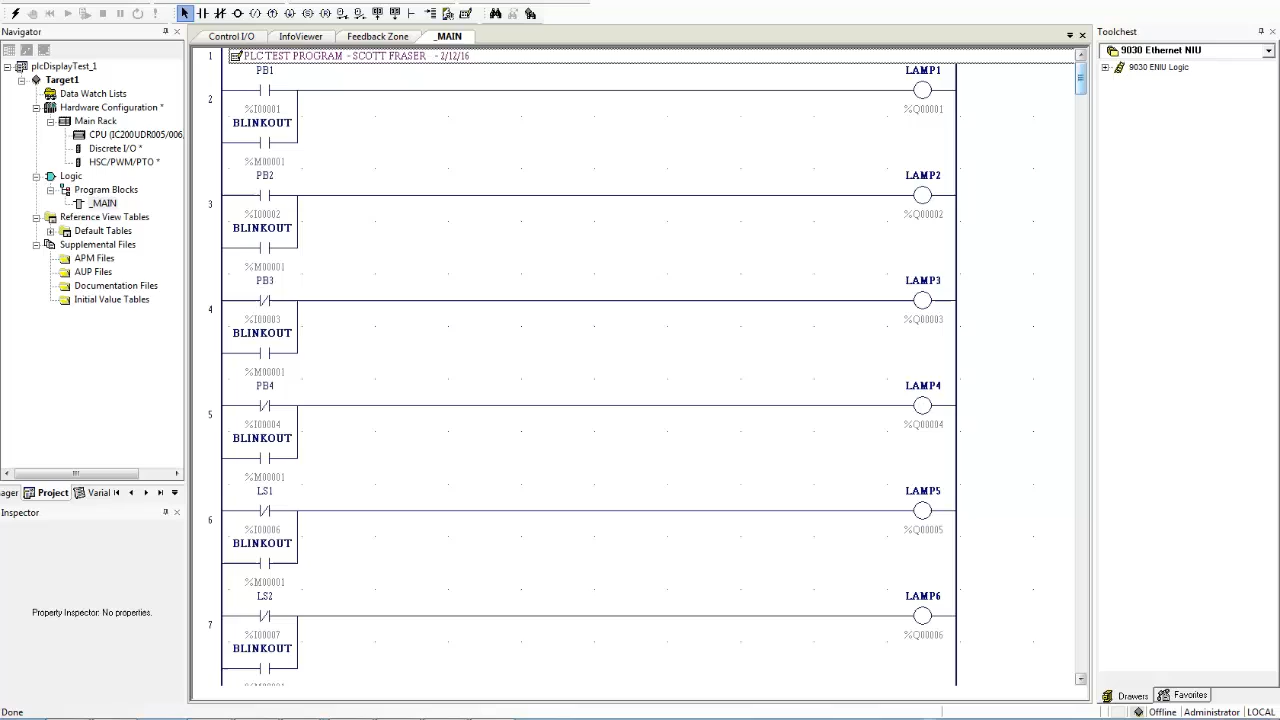 Navigator
plcDisplayTest_1
Target1
Data Watch Lists
Hardware Configuration *
Main Rack
CPU (IC200UDR005/006,
Discrete I/O *
HSC/PWM/PTO *
Logic
Program Blocks
_MAIN
Reference View Tables
Default Tables
Supplemental Files
APM Files
AUP Files
Documentation Files
Initial Value Tables
ager Project Varial
Inspector
Property Inspector: No properties.
Control I/O InfoViewer Feedback Zone _MAIN
1 PLC TEST PROGRAM - SCOTT FRASER - 2/12/16
PB1 LAMP1
2
%I00001 %Q00001
BLINKOUT
%M00001
PB2 LAMP2
3
%I00002 %Q00002
BLINKOUT
%M00001
PB3 LAMP3
4
%I00003 %Q00003
BLINKOUT
%M00001
PB4 LAMP4
5
%I00004 %Q00004
BLINKOUT
%M00001
LS1 LAMP5
6
%I00006 %Q00005
BLINKOUT
%M00001
LS2 LAMP6
7
%I00007 %Q00006
BLINKOUT
Toolchest
9030 Ethernet NIU
9030 ENIU Logic
Drawers Favorites
Done Offline Administrator LOCAL